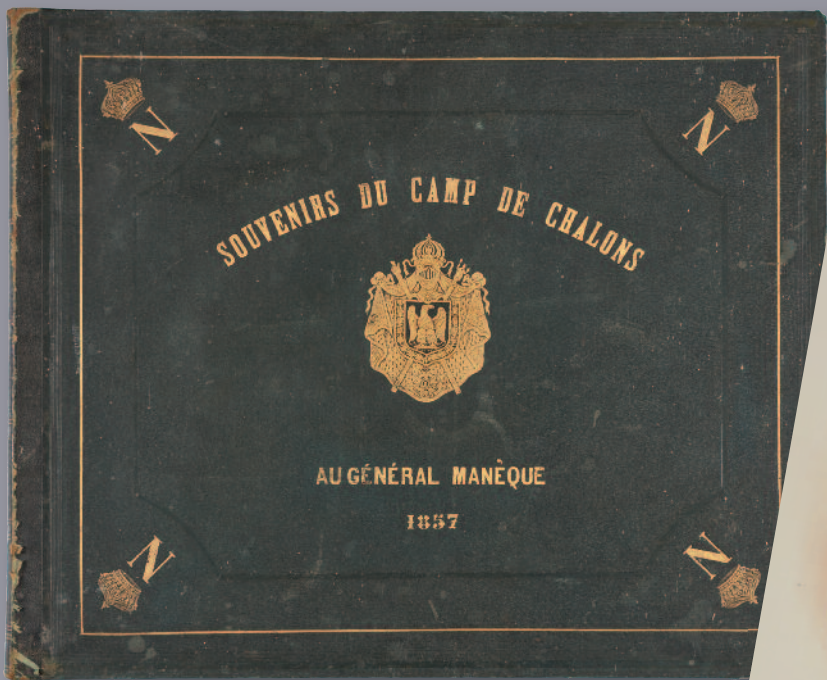 N N
SOUVENIRS DU CAMP DE CHALONS
AU GÉNÉRAL MANÈQUE
1857
N N